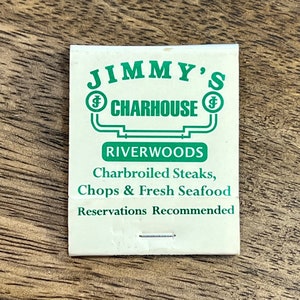 JIMMY'S
CHARHOUSE
RIVERWOODS
Charbroiled Steaks,
Chops & Fresh Seafood
Reservations Recommended